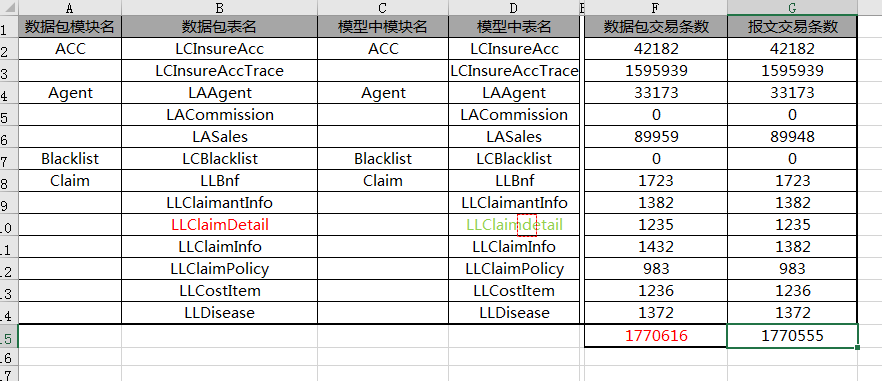 A B C D E F G
1 数据包模块名 数据包表名 模型中模块名 模型中表名 数据包交易条数 报文交易条数
2 ACC LCInsureAcc ACC LCInsureAcc 42182 42182
3 LCInsureAccTrace LCInsureAccTrace 1595939 1595939
4 Agent LAAgent Agent LAAgent 33173 33173
5 LACommission LACommission 0 0
6 LASales LASales 89959 89948
7 Blacklist LCBlacklist Blacklist LCBlacklist 0 0
8 Claim LLBnf Claim LLBnf 1723 1723
9 LLClaimantInfo LLClaimantInfo 1382 1382
10 LLClaimDetail LLClaimdetail 1235 1235
11 LLClaimInfo LLClaimInfo 1432 1382
12 LLClaimPolicy LLClaimPolicy 983 983
13 LLCostItem LLCostItem 1236 1236
14 LLDisease LLDisease 1372 1372
15 1770616 1770555
16
17